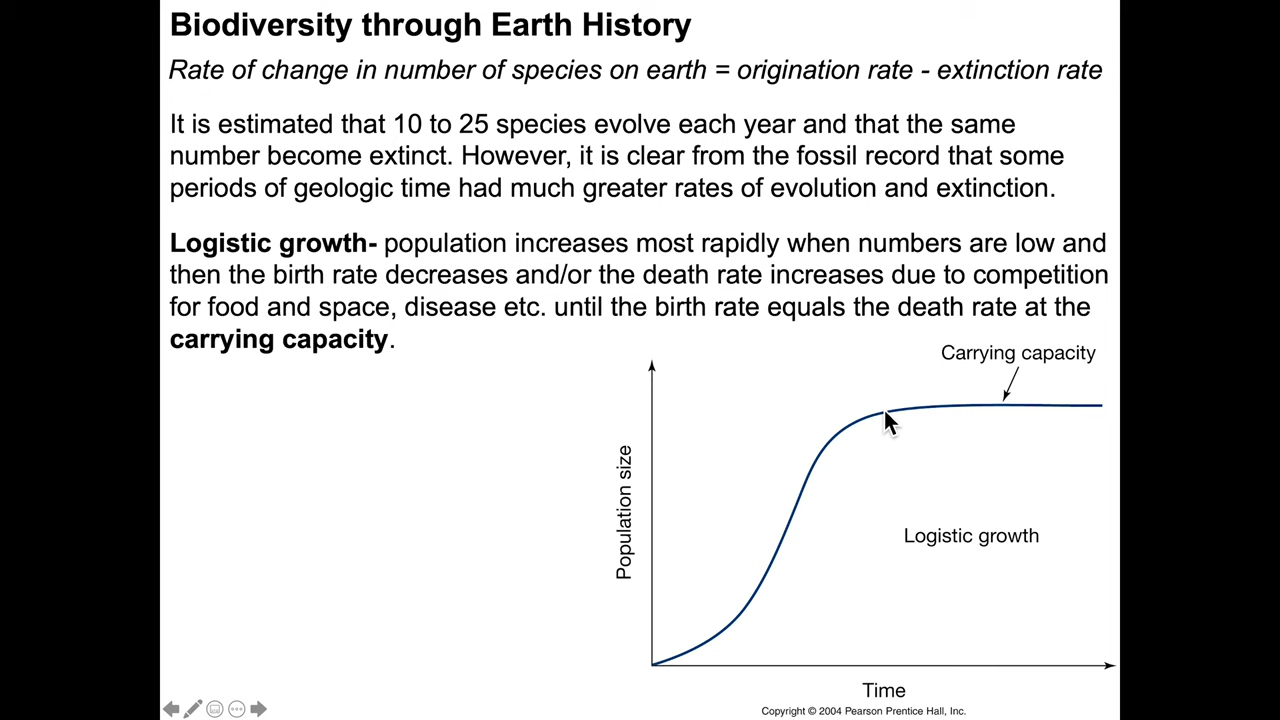 Biodiversity through Earth History
Rate of change in number of species on earth = origination rate - extinction rate
It is estimated that 10 to 25 species evolve each year and that the same
number become extinct. However, it is clear from the fossil record that some
periods of geologic time had much greater rates of evolution and extinction.
Logistic growth- population increases most rapidly when numbers are low and
then the birth rate decreases and/or the death rate increases due to competition
for food and space, disease etc. until the birth rate equals the death rate at the
carrying capacity.
Carrying capacity
Population size
Logistic growth
Time
Copyright © 2004 Pearson Prentice Hall, Inc.